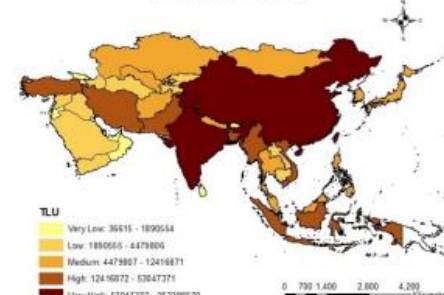 TLU
Very Low: 36615 - 1890554
Low: 1890555 - 4479806
Medium: 4479807 - 12416871
High: 12416872 - 53047371
0 700 1,400 2,800 4,200